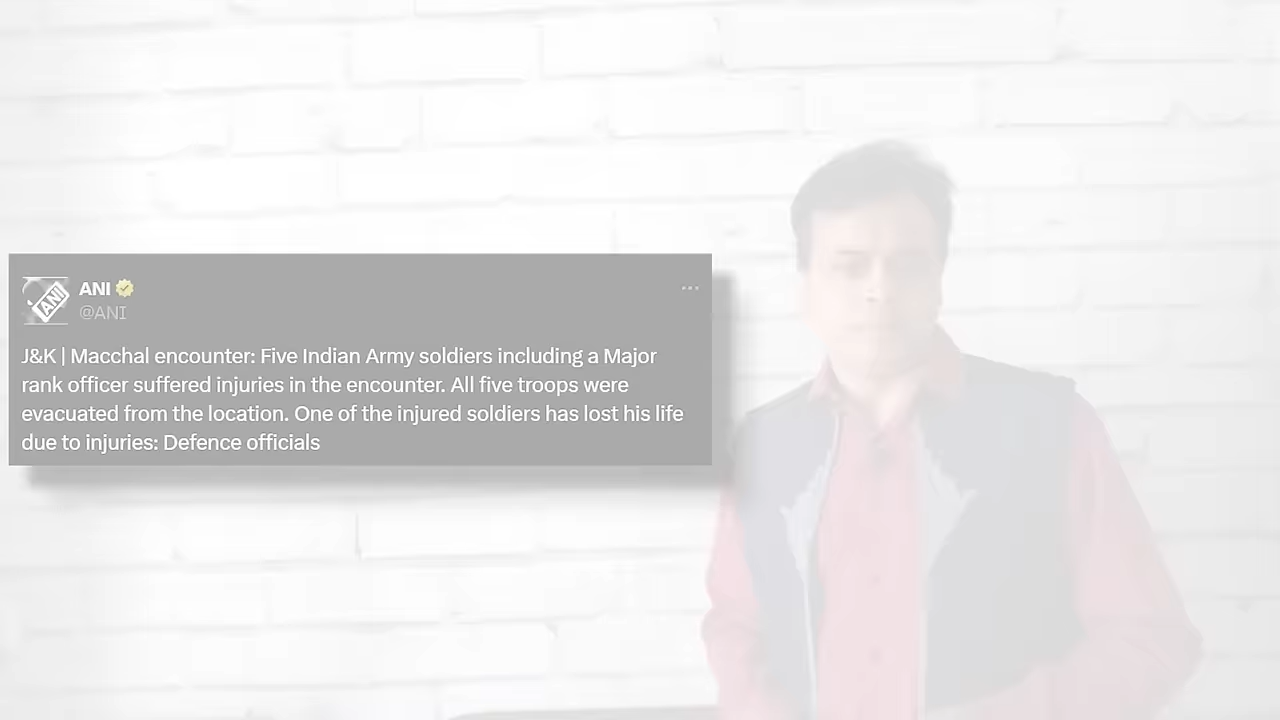 ANI
ANI
@ANI
J&K | Macchal encounter: Five Indian Army soldiers including a Major
rank officer suffered injuries in the encounter. All five troops were
evacuated from the location. One of the injured soldiers has lost his life
due to injuries: Defence officials